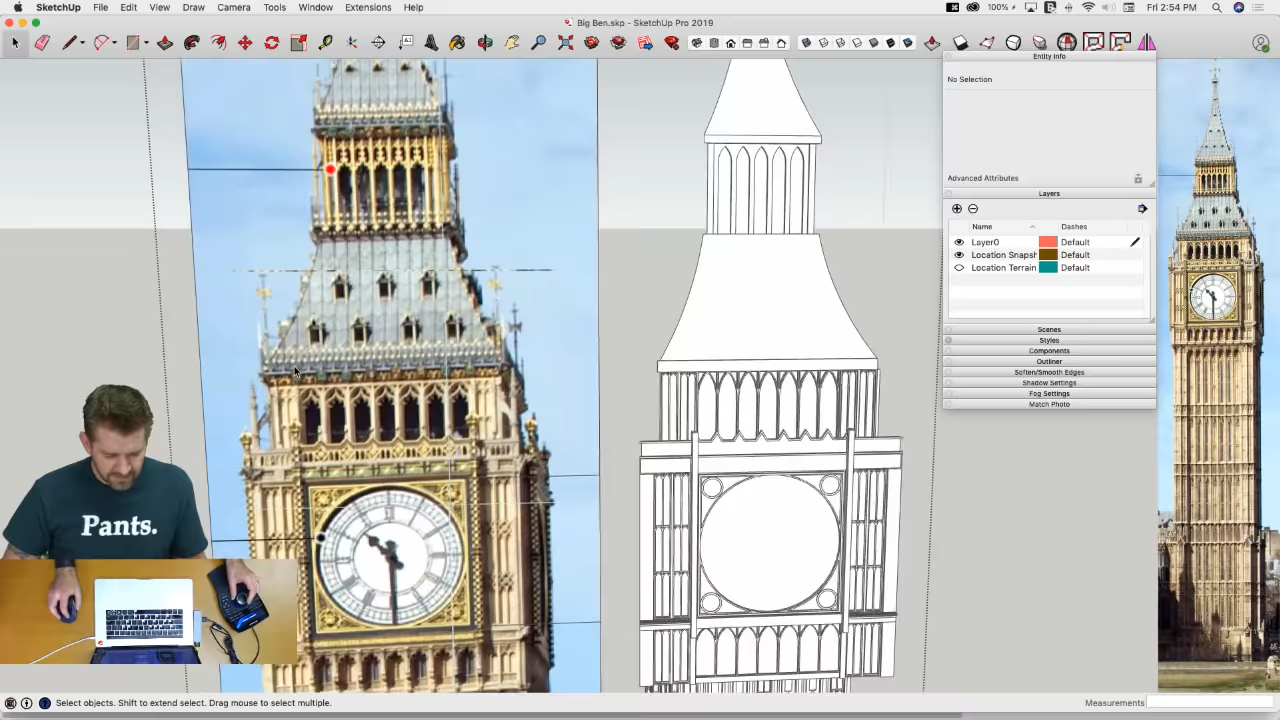 SketchUp File Edit View Draw Camera Tools Window Extensions Help
100% Fri 2:54 PM
Big Ben.skp - SketchUp Pro 2019
Entity Info
No Selection
Advanced Attributes
Layers
Name Dashes
Layer0 Default
Location Snapsh Default
Location Terrain Default
Scenes
Styles
Components
Outliner
Soften/Smooth Edges
Shadow Settings
Fog Settings
Match Photo
Pants.
Select objects. Shift to extend select. Drag mouse to select multiple.
Measurements